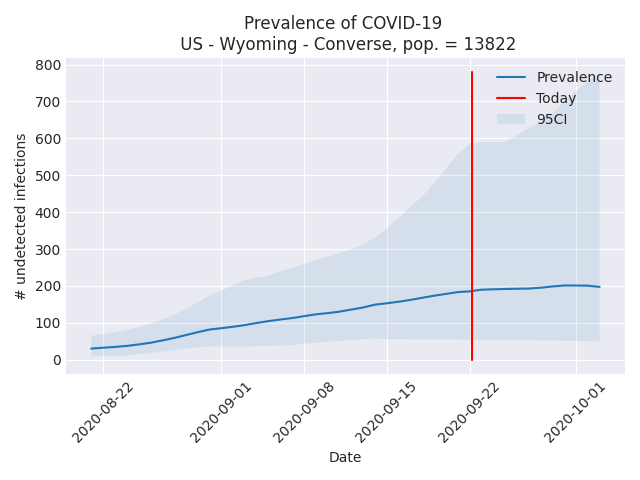 Prevalence of COVID-19
US - Wyoming - Converse, pop. = 13822
800
700
600
500
400
300
200
100
0
# undetected infections
Prevalence
Today
95CI
2020-08-22
2020-09-01
2020-09-08
2020-09-15
2020-09-22
2020-10-01
Date